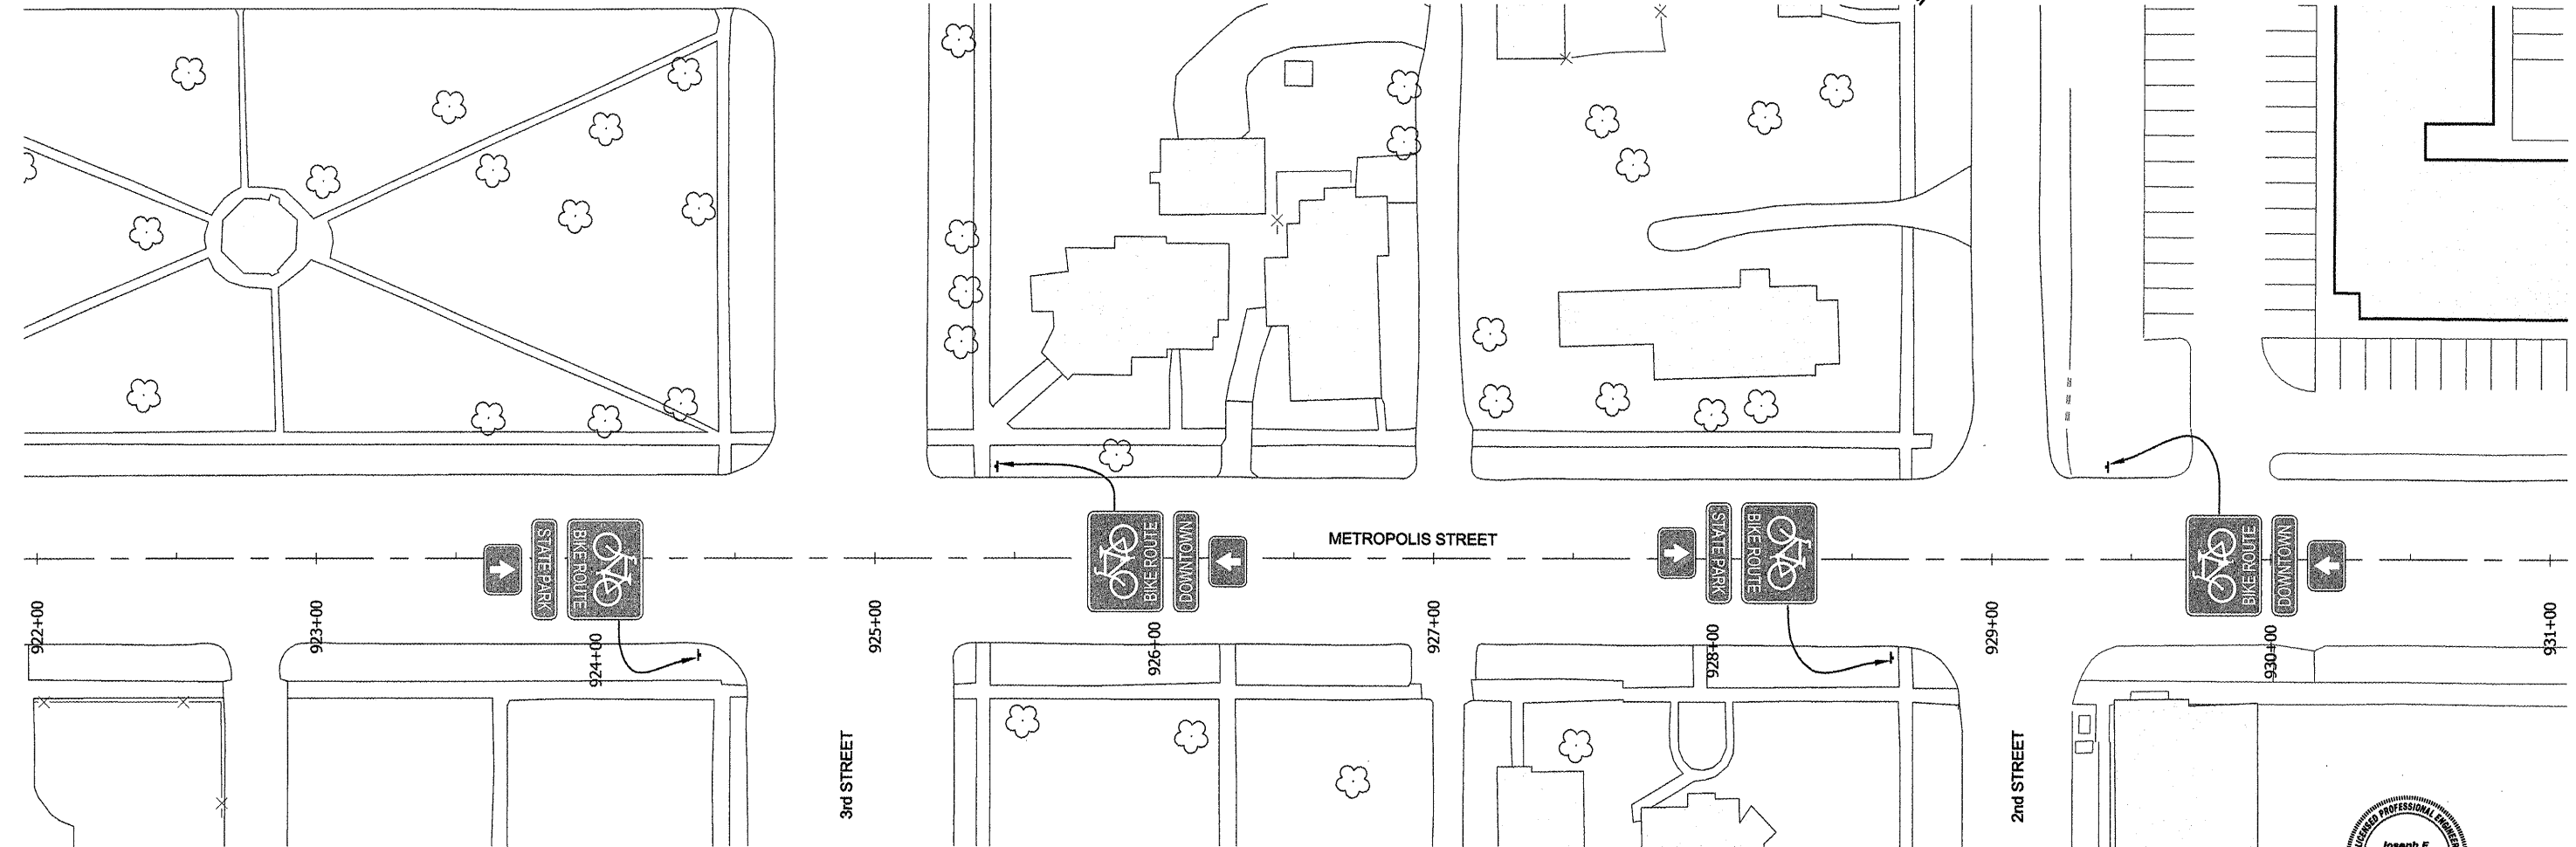 BIKE ROUTE
STATE PARK
BIKE ROUTE
DOWNTOWN
METROPOLIS STREET
BIKE ROUTE
STATE PARK
BIKE ROUTE
DOWNTOWN
922+00
923+00
924+00
925+00
926+00
927+00
928+00
929+00
930+00
931+00
3rd STREET
2nd STREET
LICENSED PROFESSIONAL ENGINEER
Joseph E.